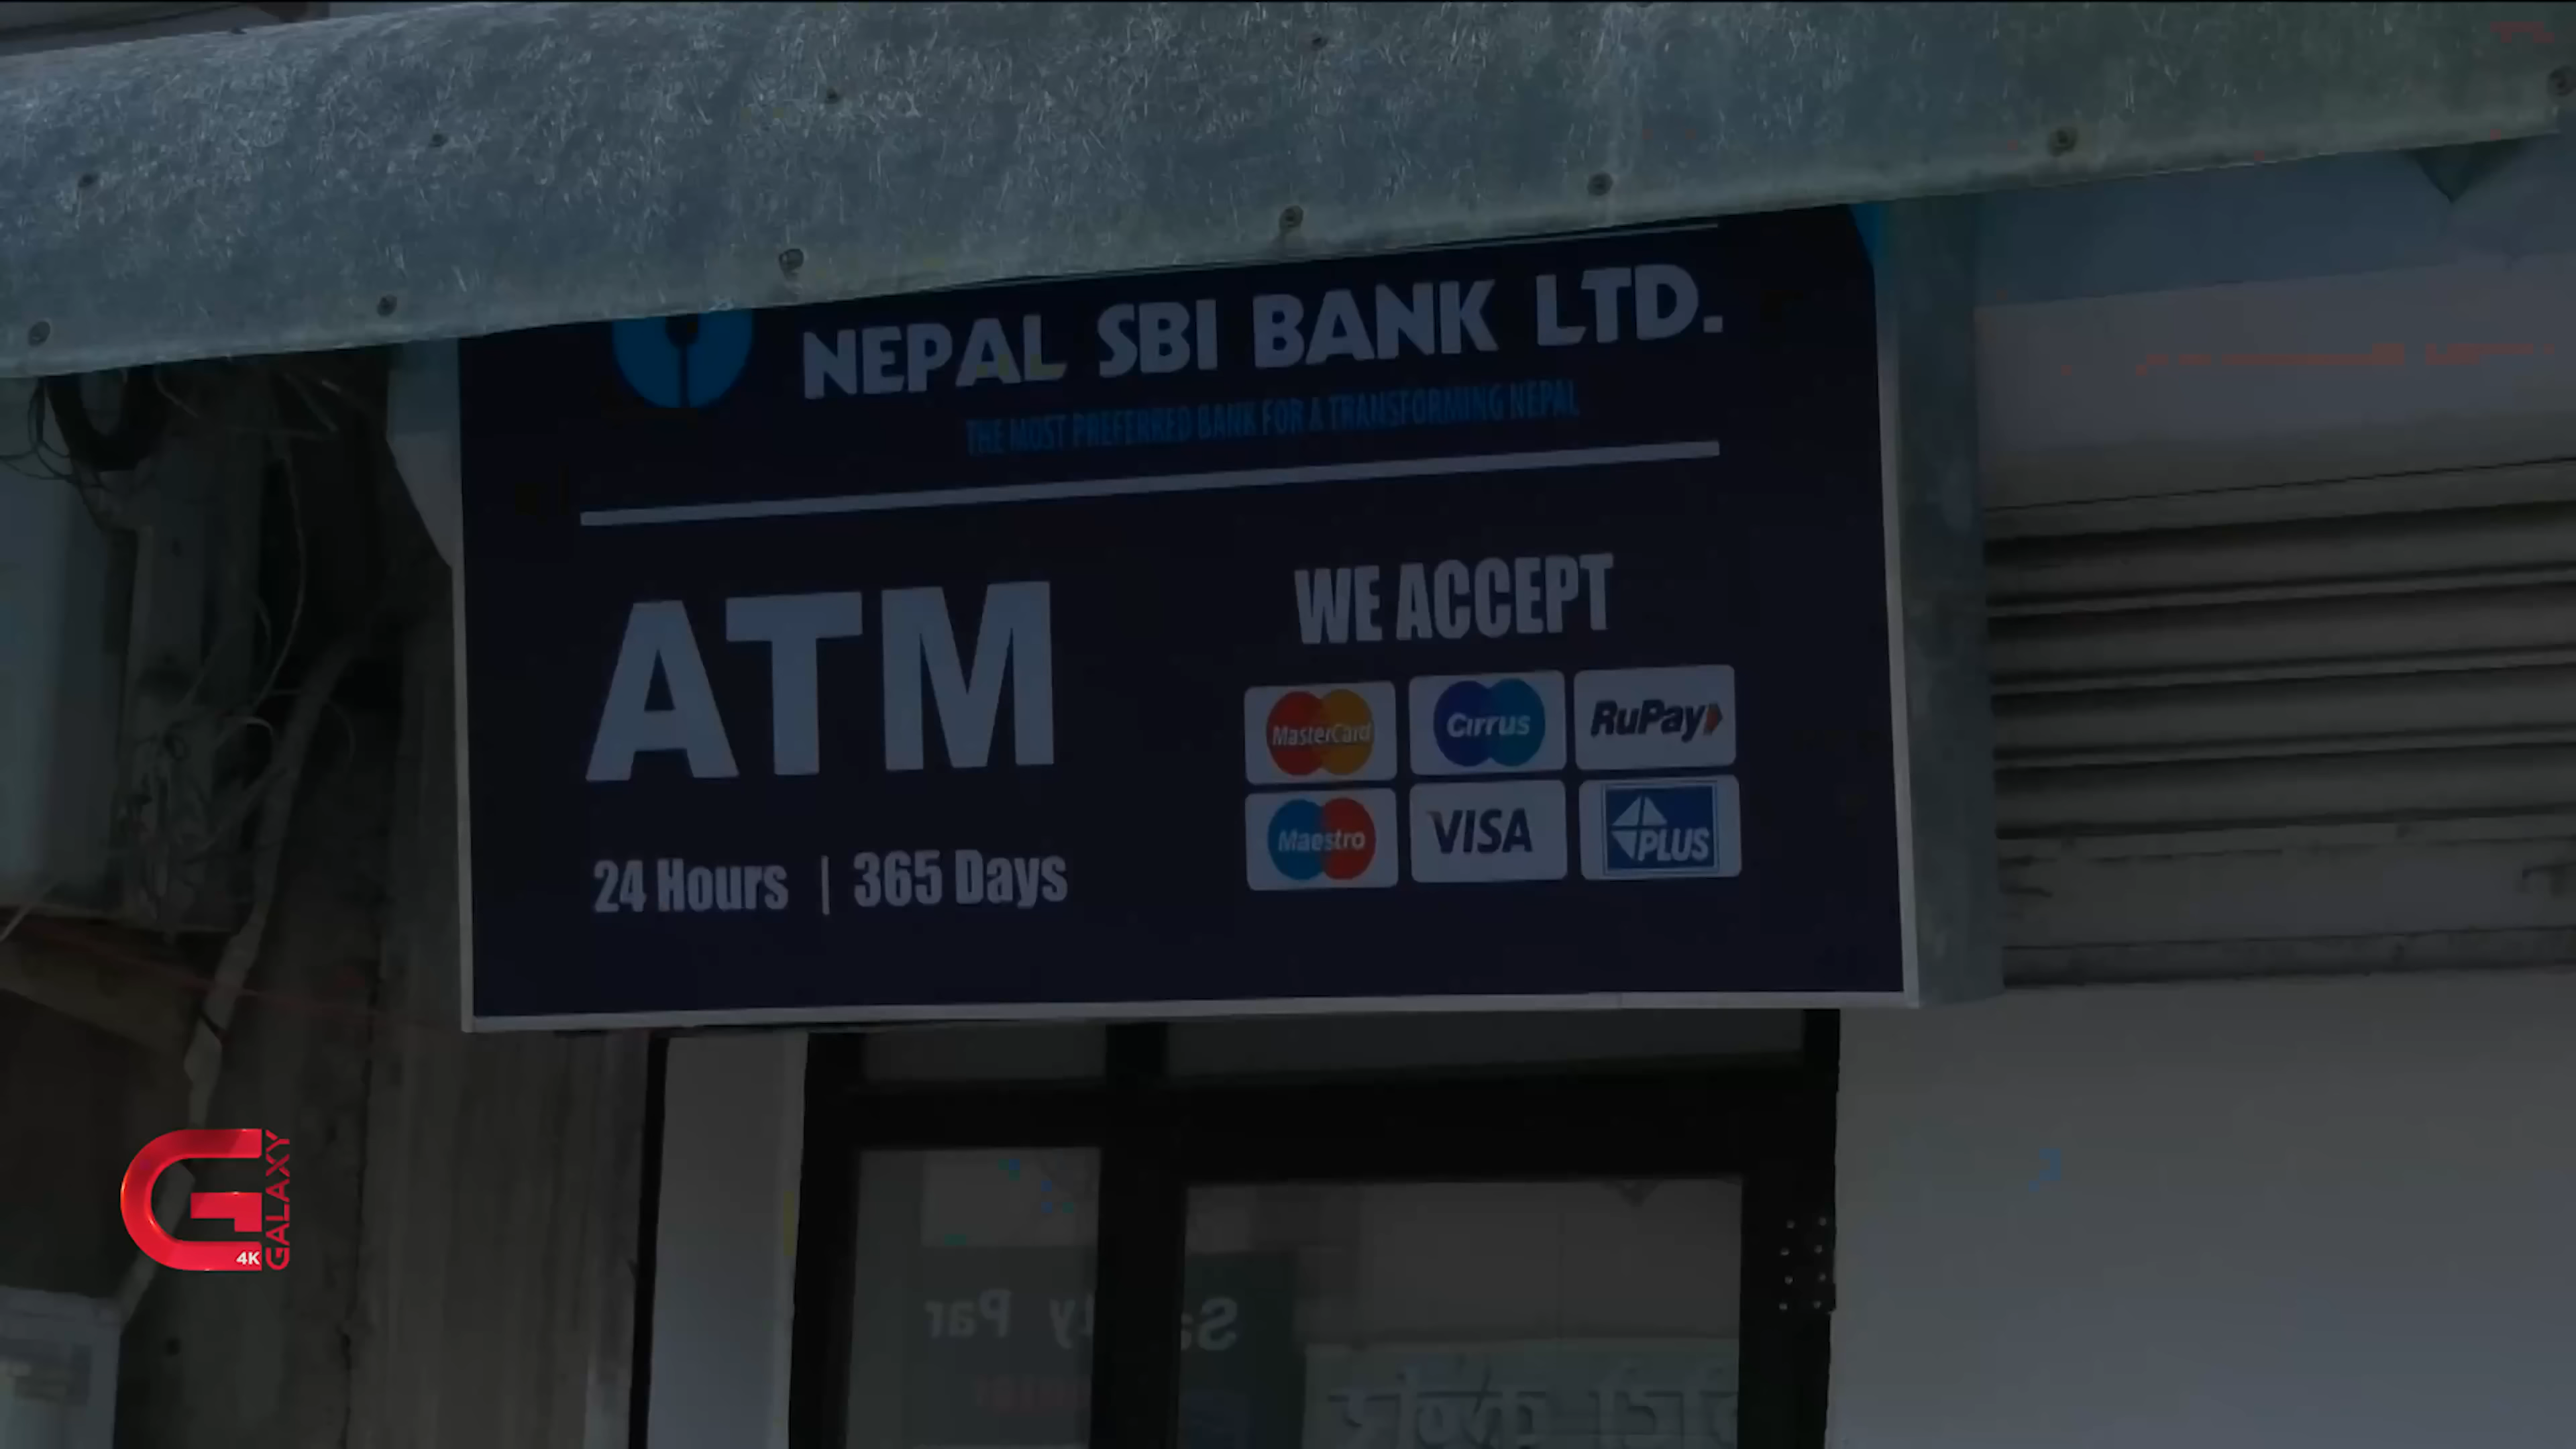 NEPAL SBI BANK LTD.
THE MOST PREFERRED BANK FOR A TRANSFORMING NEPAL
ATM
24 Hours | 365 Days
WE ACCEPT
MasterCard Cirrus RuPay
Maestro VISA PLUS
GALAXY
4K